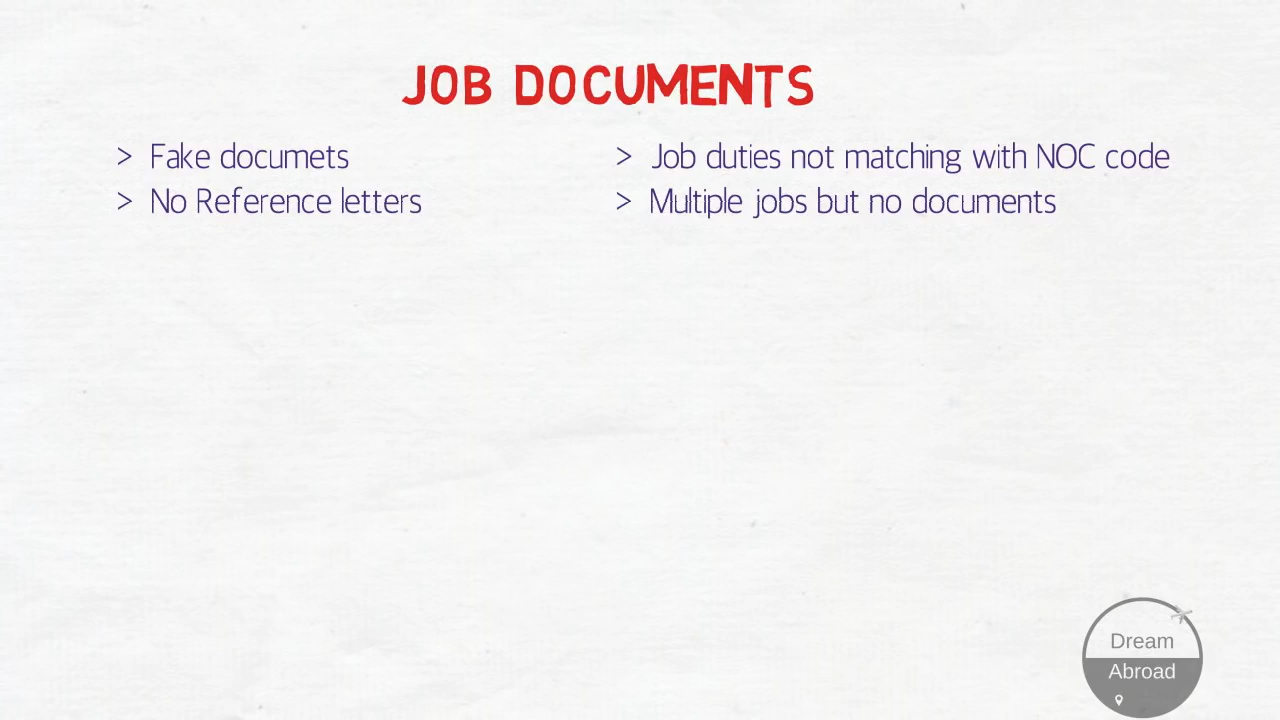 JOB DOCUMENTS
> Fake documets
> No Reference letters
> Job duties not matching with NOC code
> Multiple jobs but no documents
Dream
Abroad